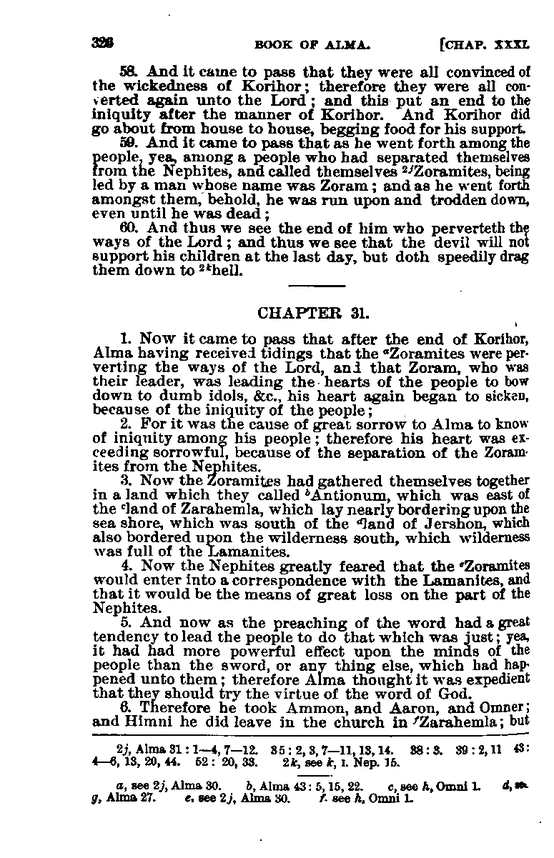 326 BOOK OF ALMA. [CHAP. XXXI.
58. And it came to pass that they were all convinced of
the wickedness of Korihor; therefore they were all con-
verted again unto the Lord; and this put an end to the
iniquity after the manner of Korihor. And Korihor did
go about from house to house, begging food for his support.
59. And it came to pass that as he went forth among the
people, yea, among a people who had separated themselves
from the Nephites, and called themselves 2jZoramites, being
led by a man whose name was Zoram; and as he went forth
amongst them, behold, he was run upon and trodden down,
even until he was dead;
60. And thus we see the end of him who perverteth the
ways of the Lord; and thus we see that the devil will not
support his children at the last day, but doth speedily drag
them down to 2khell.
CHAPTER 31.
1. Now it came to pass that after the end of Korihor,
Alma having received tidings that the aZoramites were per-
verting the ways of the Lord, and that Zoram, who was
their leader, was leading the hearts of the people to bow
down to dumb idols, &c., his heart again began to sicken,
because of the iniquity of the people;
2. For it was the cause of great sorrow to Alma to know
of iniquity among his people; therefore his heart was ex-
ceeding sorrowful, because of the separation of the Zoram-
ites from the Nephites.
3. Now the Zoramites had gathered themselves together
in a land which they called bAntionum, which was east of
the cland of Zarahemla, which lay nearly bordering upon the
sea shore, which was south of the dland of Jershon, which
also bordered upon the wilderness south, which wilderness
was full of the Lamanites.
4. Now the Nephites greatly feared that the eZoramites
would enter into a correspondence with the Lamanites, and
that it would be the means of great loss on the part of the
Nephites.
5. And now as the preaching of the word had a great
tendency to lead the people to do that which was just; yea,
it had had more powerful effect upon the minds of the
people than the sword, or any thing else, which had hap-
pened unto them; therefore Alma thought it was expedient
that they should try the virtue of the word of God.
6. Therefore he took Ammon, and Aaron, and Omner;
and Himni he did leave in the church in fZarahemla; but
2j, Alma 31: 1—4, 7—12. 35: 2, 3, 7—11, 13, 14. 38: 3. 39: 2, 11 43:
4—6, 13, 20, 44. 52: 20, 33. 2k, see k, 1. Nep. 15.
a, see 2j, Alma 30. b, Alma 43: 5, 15, 22. c, see h, Omni 1. d, see
g, Alma 27. e, see 2j, Alma 30. f, see h, Omni 1.